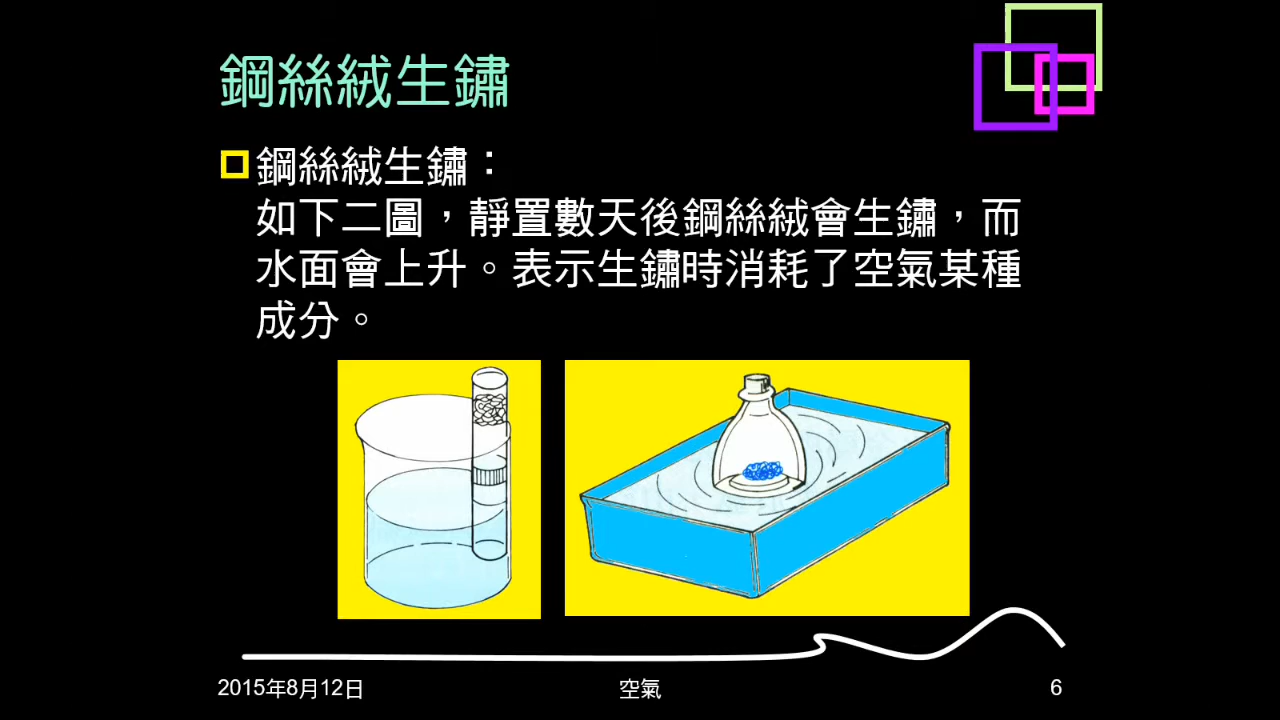 鋼絲絨生鏽
鋼絲絨生鏽：
如下二圖，靜置數天後鋼絲絨會生鏽，而
水面會上升。表示生鏽時消耗了空氣某種
成分。
2015年8月12日
空氣
6